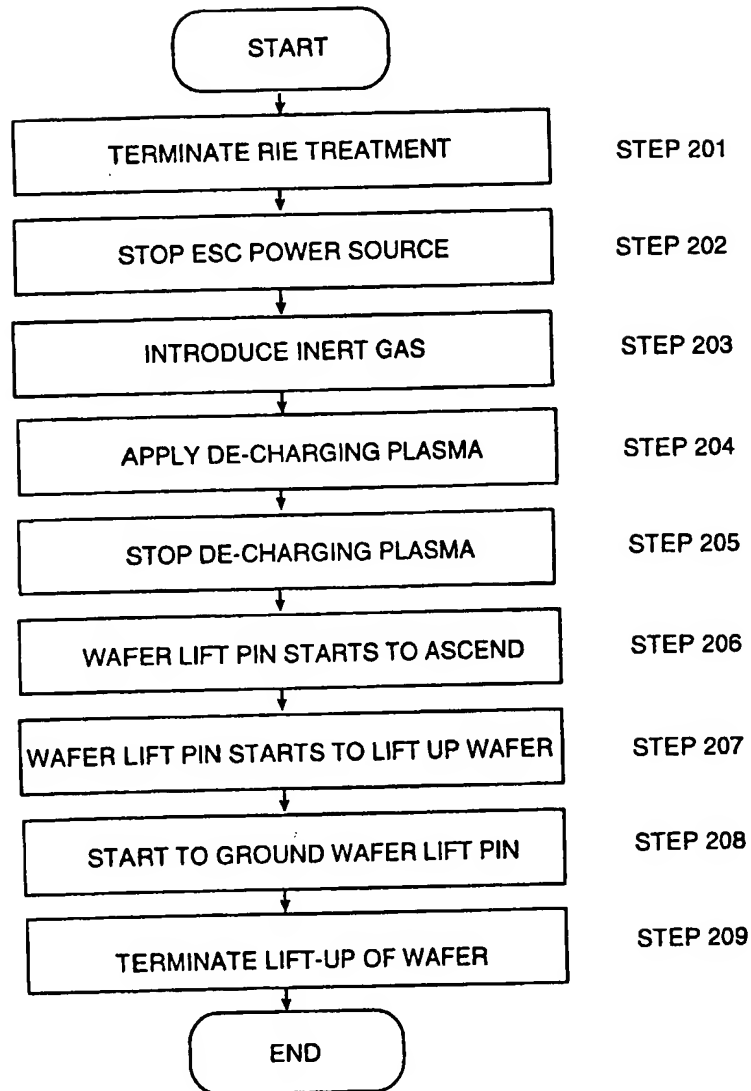 START
TERMINATE RIE TREATMENT STEP 201
STOP ESC POWER SOURCE STEP 202
INTRODUCE INERT GAS STEP 203
APPLY DE-CHARGING PLASMA STEP 204
STOP DE-CHARGING PLASMA STEP 205
WAFER LIFT PIN STARTS TO ASCEND STEP 206
WAFER LIFT PIN STARTS TO LIFT UP WAFER STEP 207
START TO GROUND WAFER LIFT PIN STEP 208
TERMINATE LIFT-UP OF WAFER STEP 209
END